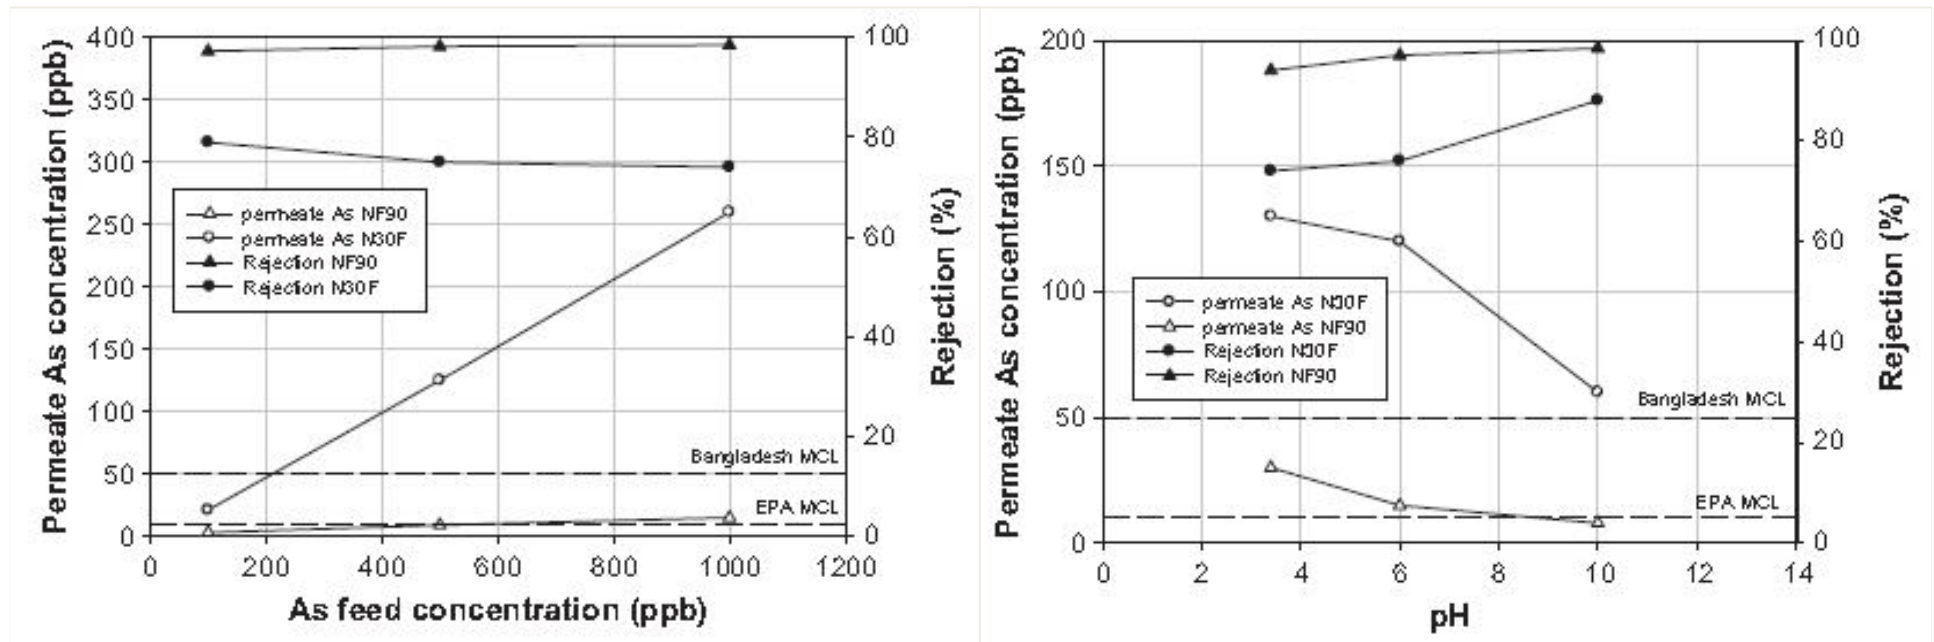 400
350
300
250
200
150
100
50
0
Permeate As concentration (ppb)
permeate As NF90
permeate As N30F
Rejection NF90
Rejection N30F
Bangladesh MCL
EPA MCL
100
80
60
40
20
0
Rejection (%)
0 200 400 600 800 1000 1200
As feed concentration (ppb)
200
150
100
50
0
Permeate As concentration (ppb)
permeate As N30F
permeate As NF90
Rejection N30F
Rejection NF90
Bangladesh MCL
EPA MCL
100
80
60
40
20
0
Rejection (%)
0 2 4 6 8 10 12 14
pH